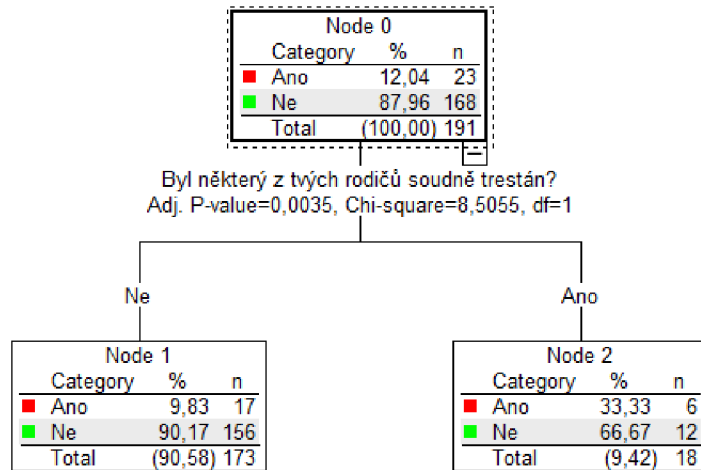 Node 0
Category % n
Ano 12,04 23
Ne 87,96 168
Total (100,00) 191
Byl některý z tvých rodičů soudně trestán?
Adj. P-value=0,0035, Chi-square=8,5055, df=1
Ne
Ano
Node 1
Category % n
Ano 9,83 17
Ne 90,17 156
Total (90,58) 173
Node 2
Category % n
Ano 33,33 6
Ne 66,67 12
Total (9,42) 18